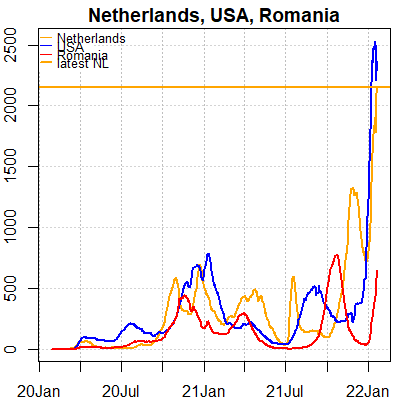 Netherlands, USA, Romania
Netherlands
USA
Romania
latest NL
2500
2000
1500
1000
500
0
20Jan 20Jul 21Jan 21Jul 22Jan